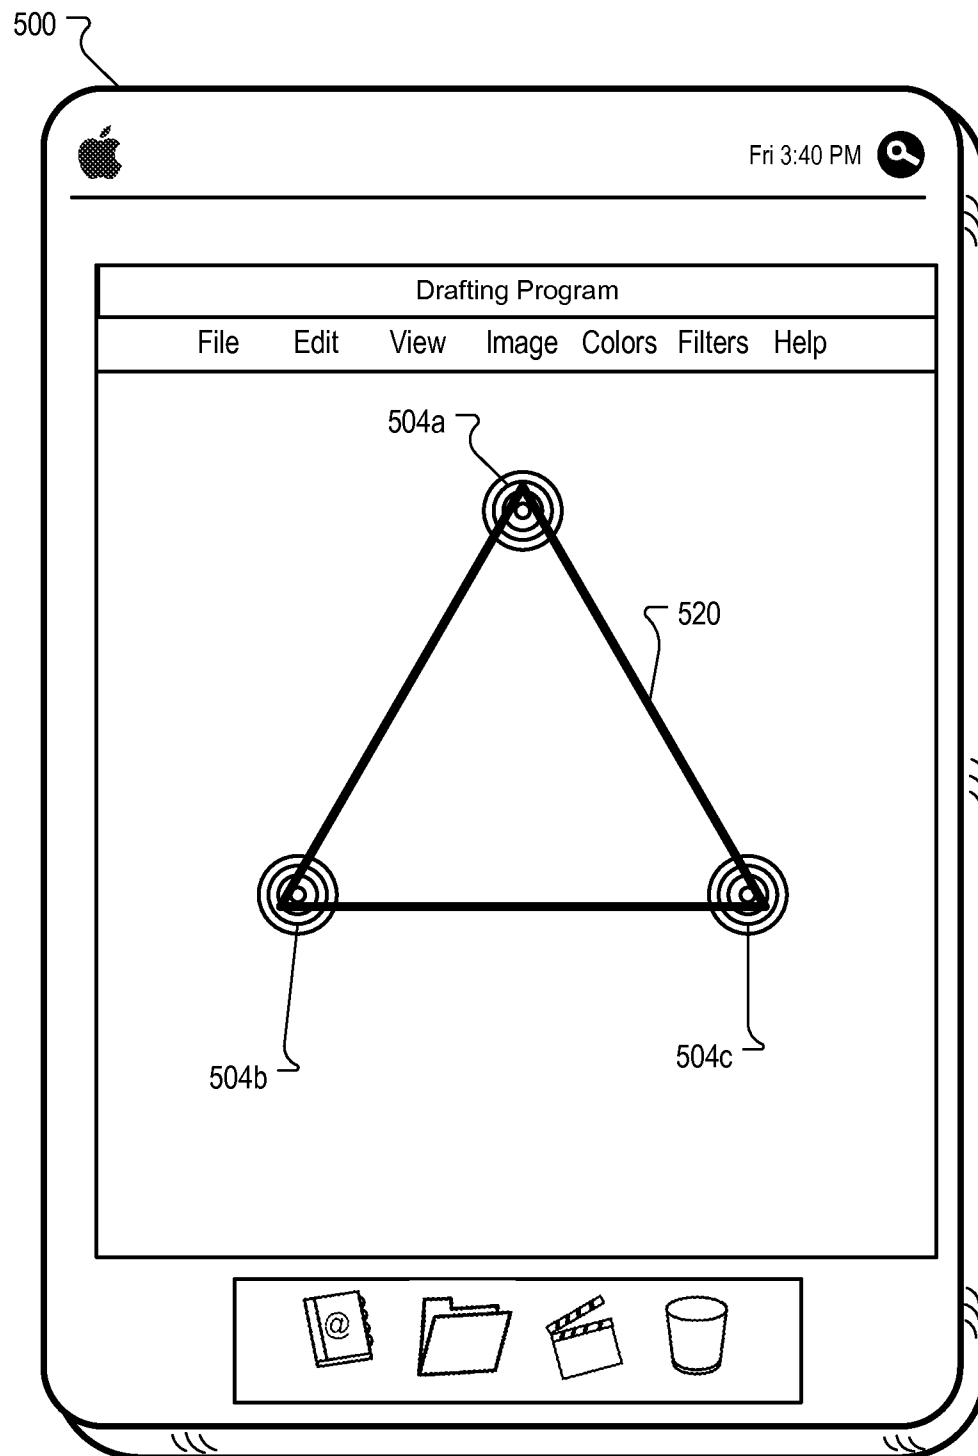 500
Fri 3:40 PM
Drafting Program
File Edit View Image Colors Filters Help
504a
520
504b
504c
@